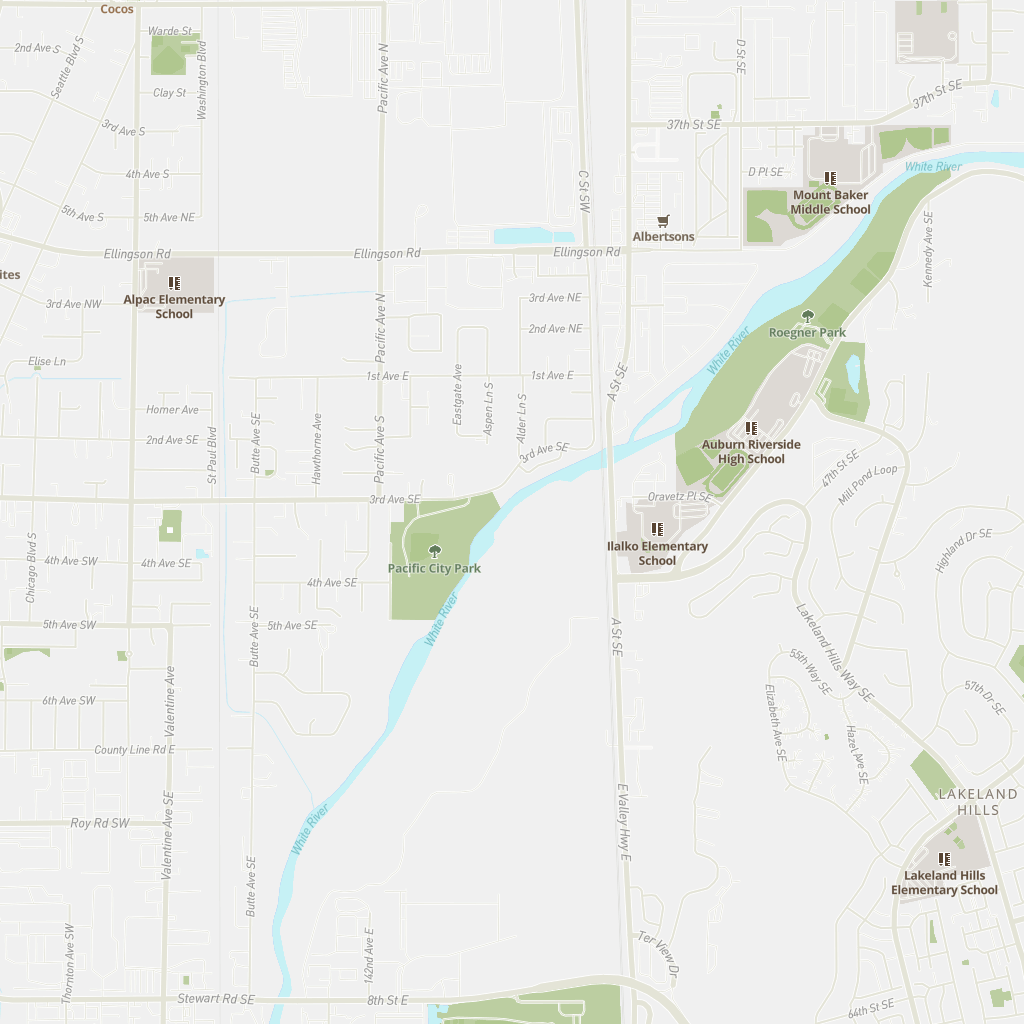 Cocos
Warde St
2nd Ave S
Seattle Blvd S
Washington Blvd
Pacific Ave N
D St SE
Clay St
37th St SE
3rd Ave S
37th St SE
4th Ave S
D Pl SE
White River
C St SW
Mount Baker
Middle School
5th Ave S
5th Ave NE
Kennedy Ave SE
Albertsons
Ellingson Rd
Ellingson Rd
Ellingson Rd
ites
Alpac Elementary
School
3rd Ave NW
3rd Ave NE
Pacific Ave N
2nd Ave NE
Roegner Park
White River
Elise Ln
1st Ave E
1st Ave E
A St SE
Eastgate Ave
Aspen Ln S
Alder Ln S
Homer Ave
2nd Ave SE
St Paul Blvd
Butte Ave SE
Hawthorne Ave
Pacific Ave S
3rd Ave SE
Auburn Riverside
High School
47th St SE
Mill Pond Loop
3rd Ave SE
Oravetz Pl SE
Ilalko Elementary
School
Highland Dr SE
Chicago Blvd S
4th Ave SW
4th Ave SE
Pacific City Park
4th Ave SE
White River
5th Ave SW
5th Ave SE
Butte Ave SE
A St SE
Lakeland Hills Way SE
55th Way SE
Elizabeth Ave SE
57th Dr SE
6th Ave SW
Valentine Ave
Hazel Ave SE
County Line Rd E
LAKELAND
HILLS
Roy Rd SW
Valentine Ave SE
White River
E Valley Hwy E
Lakeland Hills
Elementary School
Butte Ave SE
Thornton Ave SW
142nd Ave E
Ter View Dr
Stewart Rd SE
8th St E
64th St SE